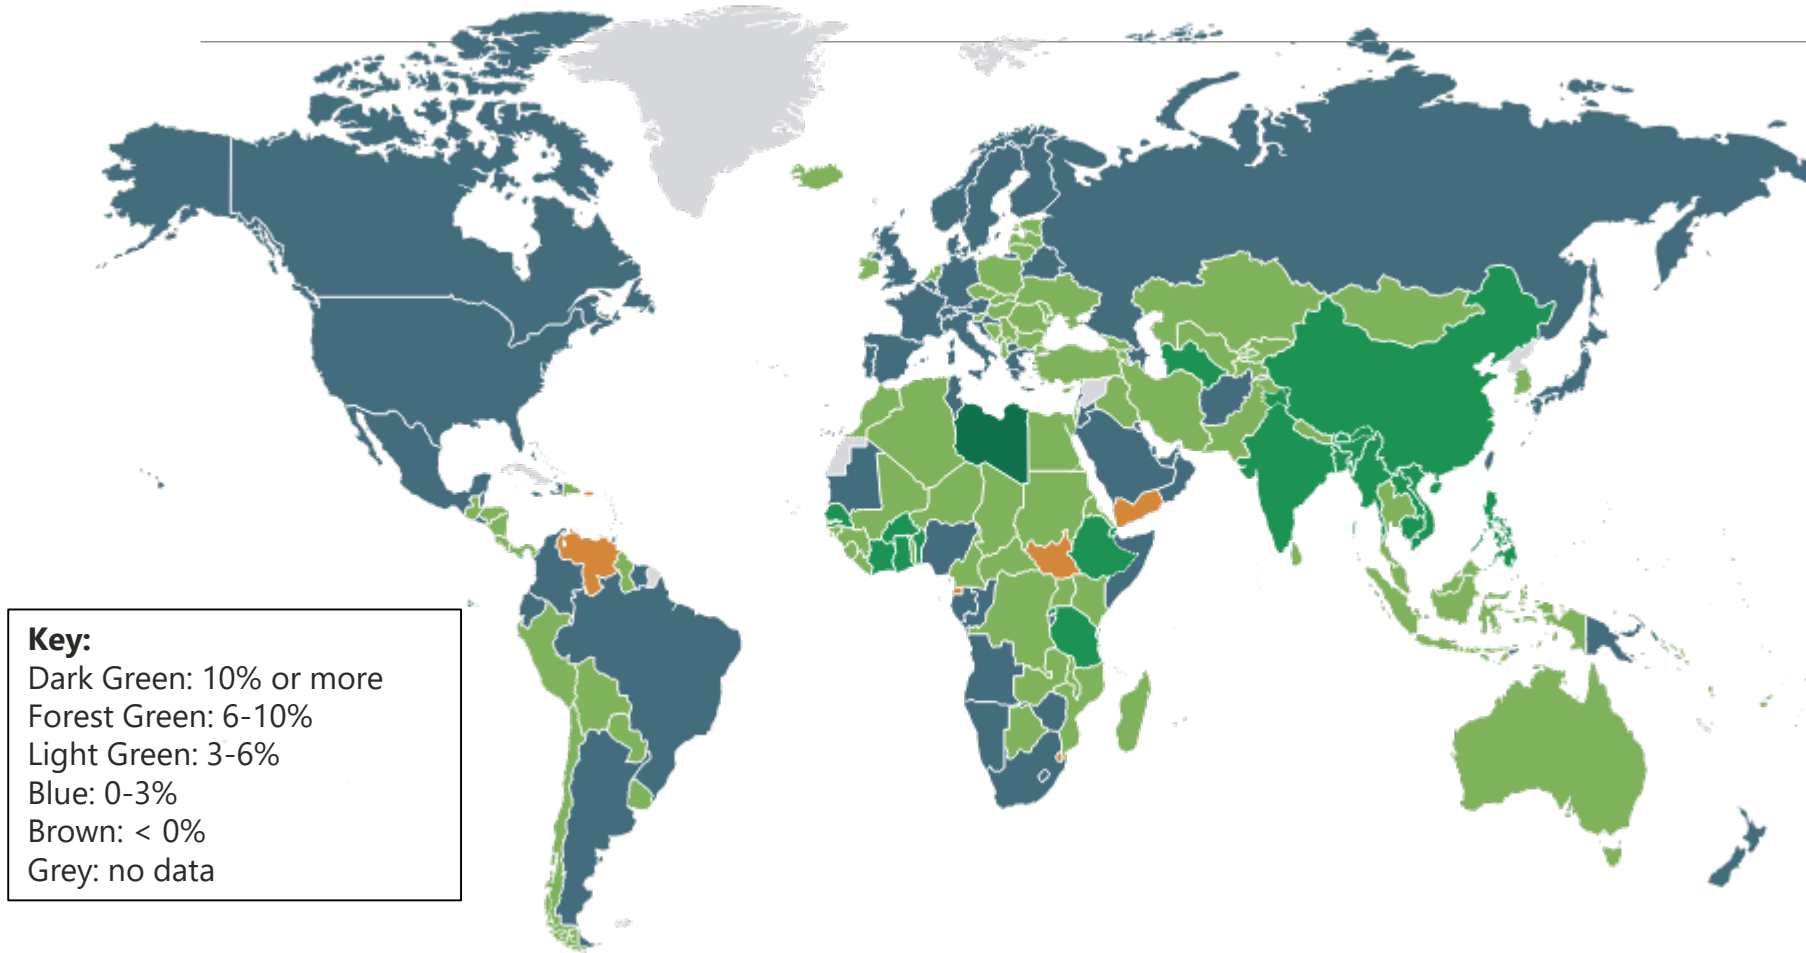 Key:
Dark Green: 10% or more
Forest Green: 6-10%
Light Green: 3-6%
Blue: 0-3%
Brown: < 0%
Grey: no data